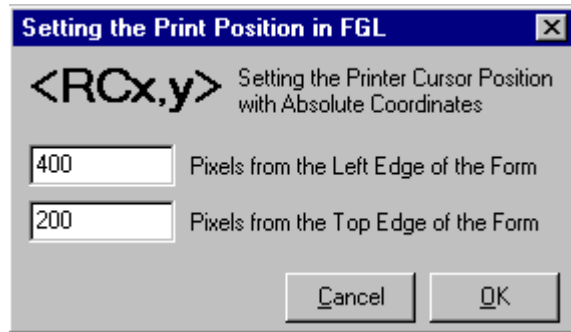 Setting the Print Position in FGL
<RCx,y>
Setting the Printer Cursor Position
with Absolute Coordinates
400
Pixels from the Left Edge of the Form
200
Pixels from the Top Edge of the Form
Cancel
OK